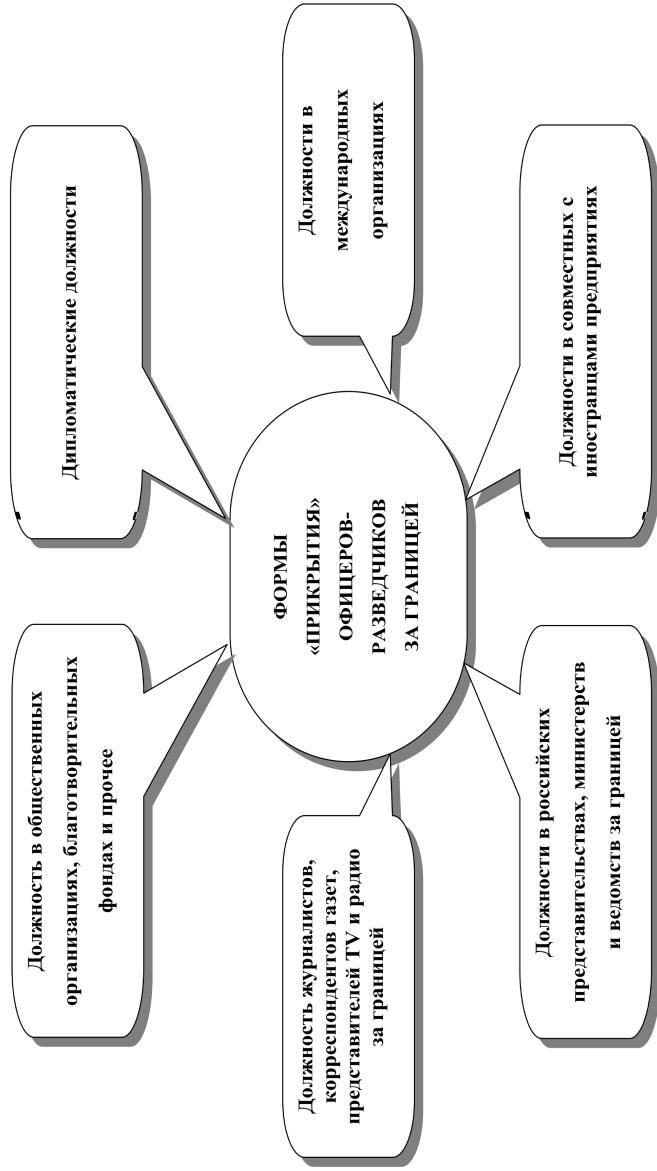 Должность в общественных
организациях, благотворительных
фондах и прочее
Дипломатические должности
Должность журналистов,
корреспондентов газет,
представителей TV и радио
за границей
ФОРМЫ
«ПРИКРЫТИЯ»
ОФИЦЕРОВ-
РАЗВЕДЧИКОВ
ЗА ГРАНИЦЕЙ
Должности в
международных
организациях
Должности в российских
представительствах, министерств
и ведомств за границей
Должности в совместных с
иностранцами предприятиях